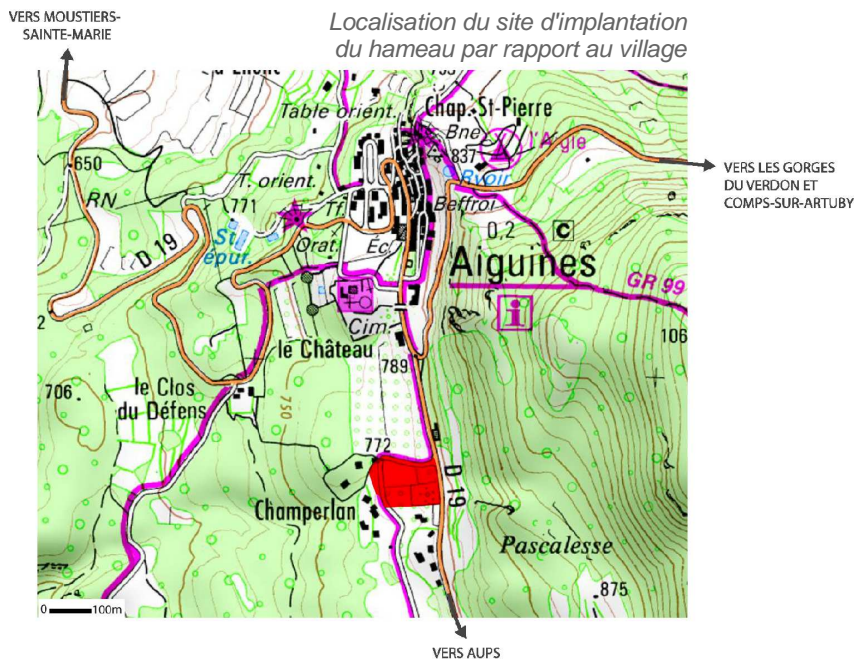 VERS MOUSTIERS-
SAINTE-MARIE
Localisation du site d'implantation
du hameau par rapport au village
Table orient.
Chap. St-Pierre
Bne
837
l'Aigle
650
RN
T. orient.
771
Rvoir
VERS LES GORGES
DU VERDON ET
COMPS-SUR-ARTUBY
Tf
Beffroi
D 19
St.
épur.
Orat.
Ec.
0,2
C
Aiguines
GR 99
i
2
Cim.
le Château
106
789
706
le Clos
du Défens
750
772
D 19
Champerlan
Pascalesse
875
0 100m
VERS AUPS